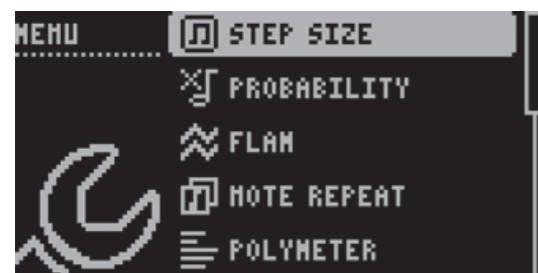 MENU
STEP SIZE
PROBABILITY
FLAM
NOTE REPEAT
POLYMETER